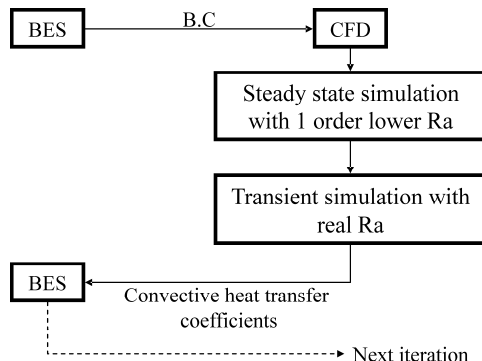 BES
B.C
CFD
Steady state simulation
with 1 order lower Ra
Transient simulation with
real Ra
BES
Convective heat transfer
coefficients
Next iteration